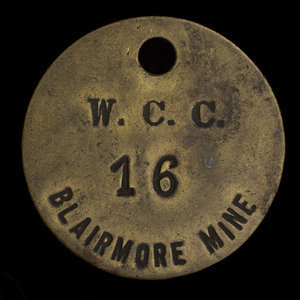 W. C. C.
16
BLAIRMORE MINE